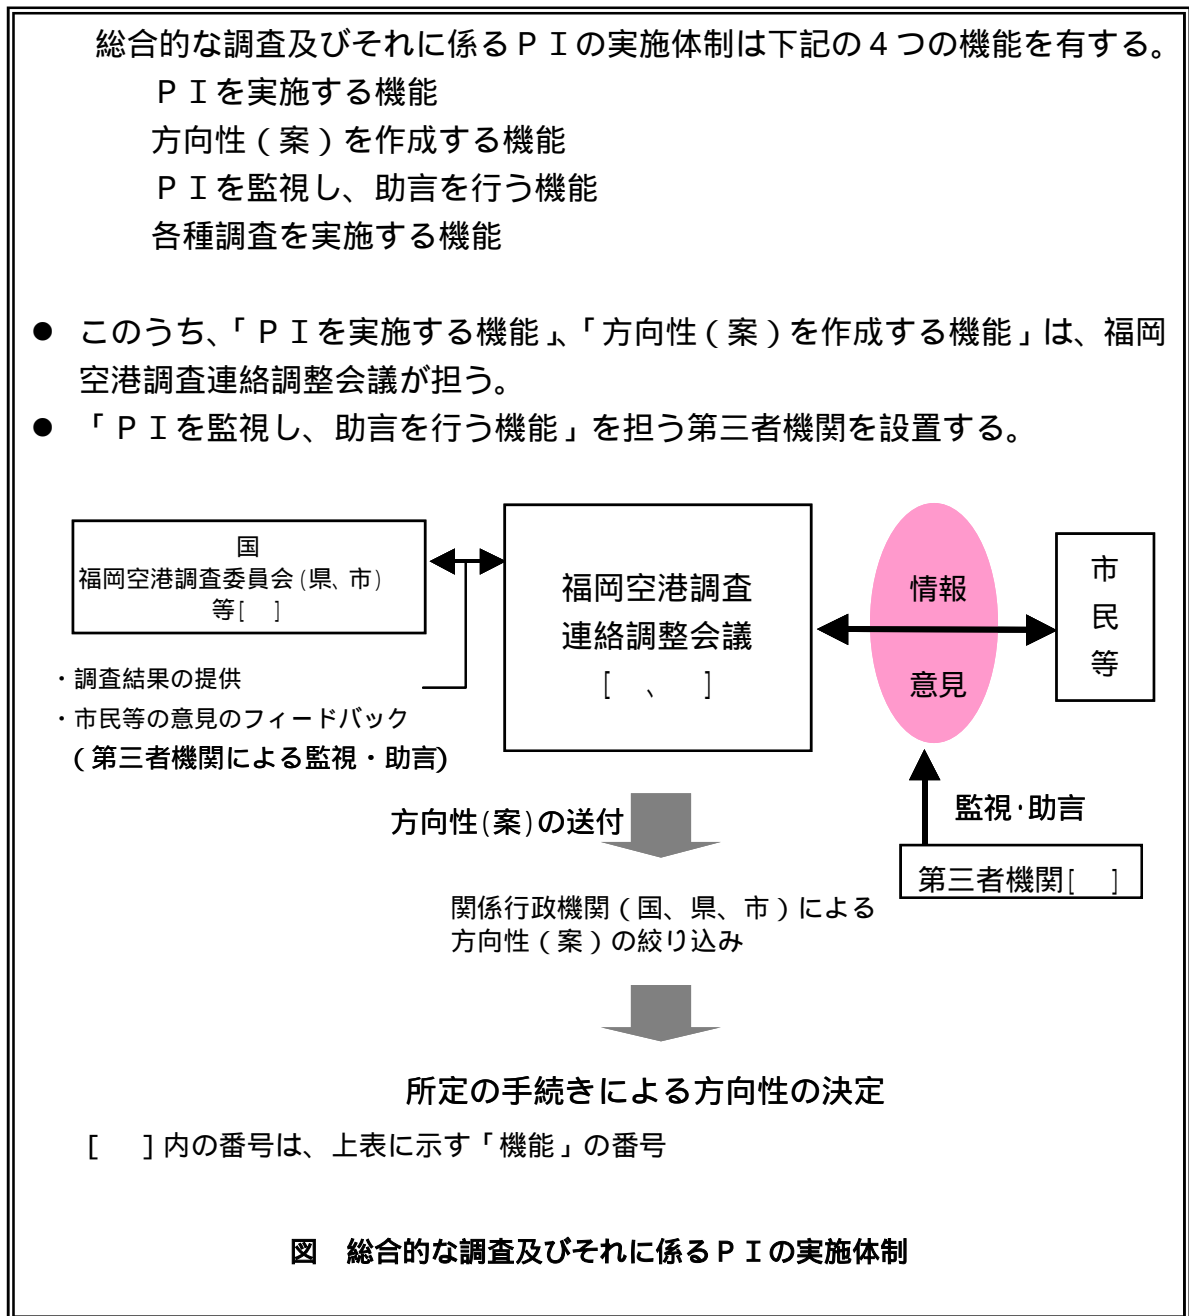 総合的な調査及びそれに係るＰＩの実施体制は下記の４つの機能を有する。
ＰＩを実施する機能
方向性（案）を作成する機能
ＰＩを監視し、助言を行う機能
各種調査を実施する機能
● このうち、「ＰＩを実施する機能」、「方向性（案）を作成する機能」は、福岡
空港調査連絡調整会議が担う。
● 「ＰＩを監視し、助言を行う機能」を担う第三者機関を設置する。
国
福岡空港調査委員会(県、市)
等[　]
・調査結果の提供
・市民等の意見のフィードバック
(第三者機関による監視・助言)
福岡空港調査
連絡調整会議
[　、　]
情報
意見
市
民
等
監視・助言
第三者機関[　]
方向性(案)の送付
関係行政機関（国、県、市）による
方向性（案）の絞り込み
所定の手続きによる方向性の決定
[　]内の番号は、上表に示す「機能」の番号
図　総合的な調査及びそれに係るＰＩの実施体制